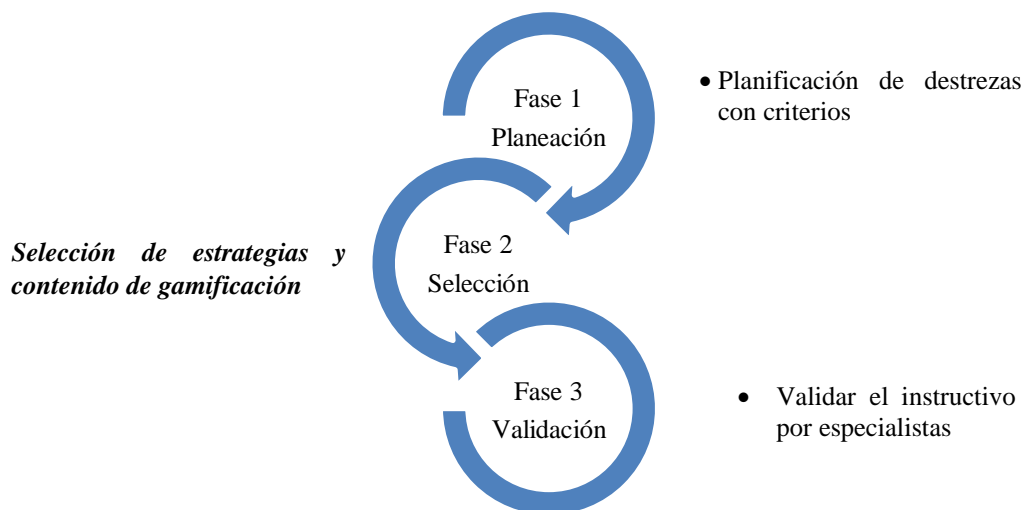 Fase 1
Planeación
• Planificación de destrezas
con criterios
Selección de estrategias y
contenido de gamificación
Fase 2
Selección
Fase 3
Validación
• Validar el instructivo
por especialistas